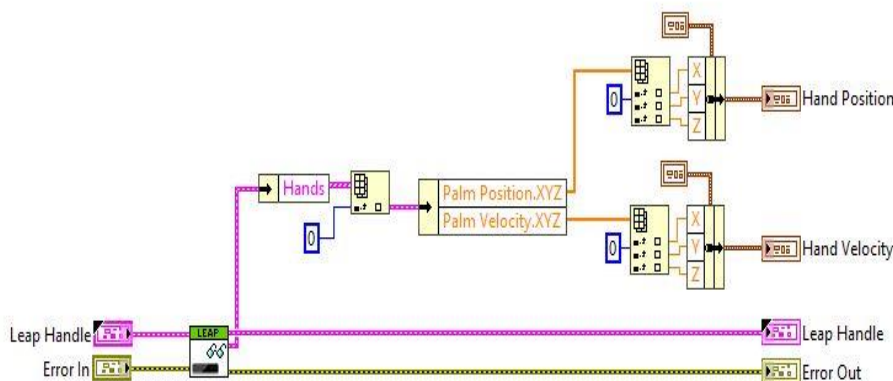 X
Y
Z
0
Hand Position
Hands
Palm Position.XYZ
Palm Velocity.XYZ
0
X
Y
Z
0
Hand Velocity
Leap Handle
LEAP
Leap Handle
Error In
Error Out